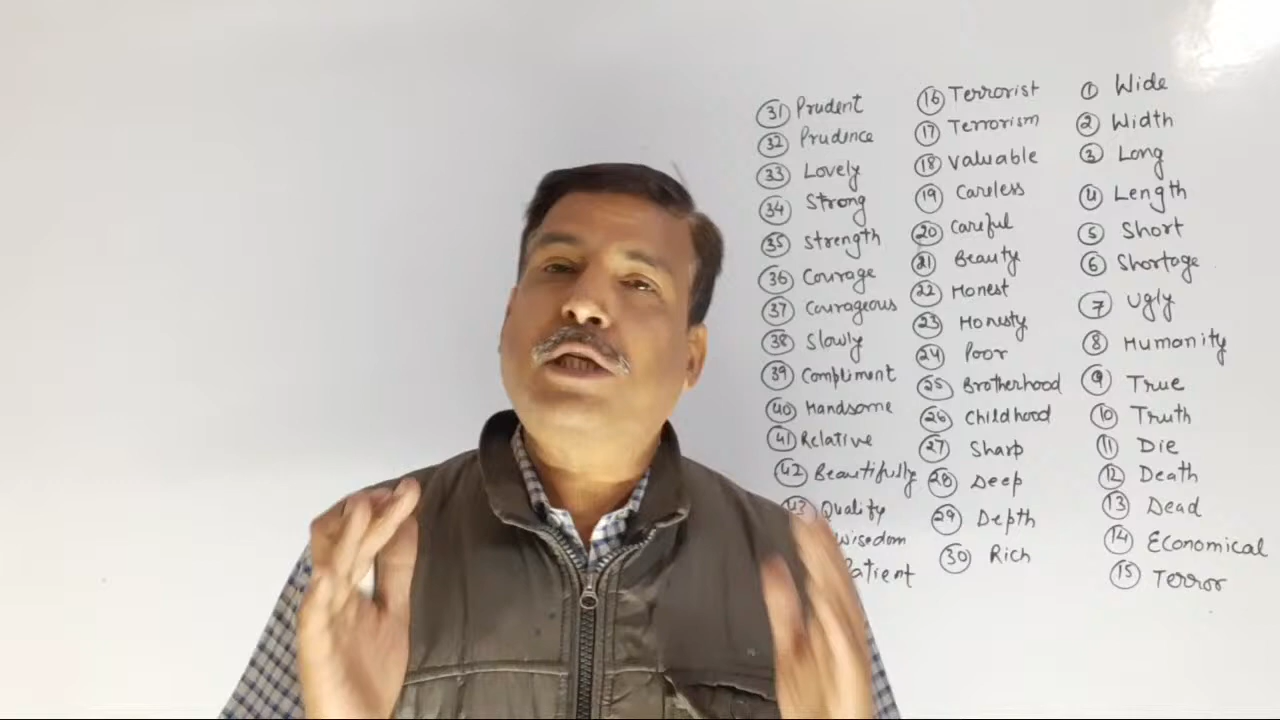 1 Wide
2 Width
3 Long
4 Length
5 Short
6 Shortage
7 Ugly
8 Humanity
9 True
10 Truth
11 Die
12 Death
13 Dead
14 Economical
15 Terror
16 Terrorist
17 Terrorism
18 Valuable
19 Careless
20 Careful
21 Beauty
22 Honest
23 Honesty
24 Poor
25 Brotherhood
26 Childhood
27 Sharp
28 Deep
29 Depth
30 Rich
31 Prudent
32 Prudence
33 Lovely
34 Strong
35 Strength
36 Courage
37 Courageous
38 Slowly
39 Compliment
40 Handsome
41 Relative
42 Beautifully
43
wisedom
Patient